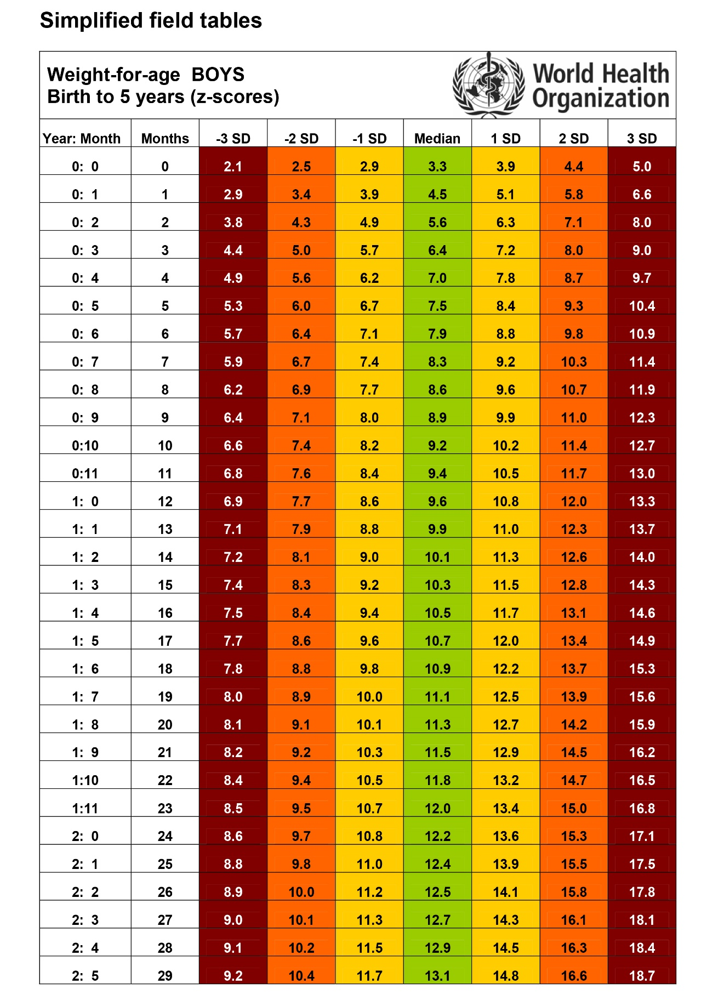 Simplified field tables
Weight-for-age BOYS
Birth to 5 years (z-scores)
World Health
Organization
Year: Month Months -3 SD -2 SD -1 SD Median 1 SD 2 SD 3 SD
0: 0 0 2.1 2.5 2.9 3.3 3.9 4.4 5.0
0: 1 1 2.9 3.4 3.9 4.5 5.1 5.8 6.6
0: 2 2 3.8 4.3 4.9 5.6 6.3 7.1 8.0
0: 3 3 4.4 5.0 5.7 6.4 7.2 8.0 9.0
0: 4 4 4.9 5.6 6.2 7.0 7.8 8.7 9.7
0: 5 5 5.3 6.0 6.7 7.5 8.4 9.3 10.4
0: 6 6 5.7 6.4 7.1 7.9 8.8 9.8 10.9
0: 7 7 5.9 6.7 7.4 8.3 9.2 10.3 11.4
0: 8 8 6.2 6.9 7.7 8.6 9.6 10.7 11.9
0: 9 9 6.4 7.1 8.0 8.9 9.9 11.0 12.3
0:10 10 6.6 7.4 8.2 9.2 10.2 11.4 12.7
0:11 11 6.8 7.6 8.4 9.4 10.5 11.7 13.0
1: 0 12 6.9 7.7 8.6 9.6 10.8 12.0 13.3
1: 1 13 7.1 7.9 8.8 9.9 11.0 12.3 13.7
1: 2 14 7.2 8.1 9.0 10.1 11.3 12.6 14.0
1: 3 15 7.4 8.3 9.2 10.3 11.5 12.8 14.3
1: 4 16 7.5 8.4 9.4 10.5 11.7 13.1 14.6
1: 5 17 7.7 8.6 9.6 10.7 12.0 13.4 14.9
1: 6 18 7.8 8.8 9.8 10.9 12.2 13.7 15.3
1: 7 19 8.0 8.9 10.0 11.1 12.5 13.9 15.6
1: 8 20 8.1 9.1 10.1 11.3 12.7 14.2 15.9
1: 9 21 8.2 9.2 10.3 11.5 12.9 14.5 16.2
1:10 22 8.4 9.4 10.5 11.8 13.2 14.7 16.5
1:11 23 8.5 9.5 10.7 12.0 13.4 15.0 16.8
2: 0 24 8.6 9.7 10.8 12.2 13.6 15.3 17.1
2: 1 25 8.8 9.8 11.0 12.4 13.9 15.5 17.5
2: 2 26 8.9 10.0 11.2 12.5 14.1 15.8 17.8
2: 3 27 9.0 10.1 11.3 12.7 14.3 16.1 18.1
2: 4 28 9.1 10.2 11.5 12.9 14.5 16.3 18.4
2: 5 29 9.2 10.4 11.7 13.1 14.8 16.6 18.7